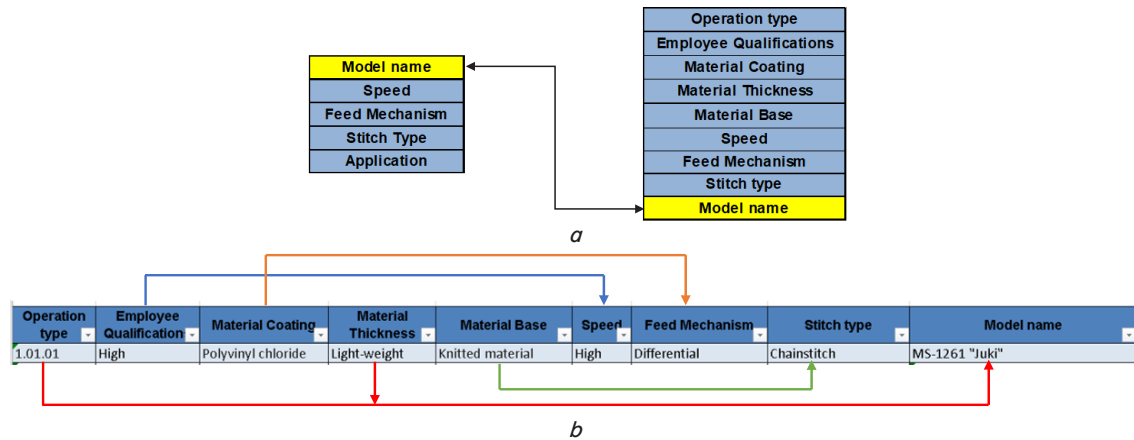 Model name
Speed
Feed Mechanism
Stitch Type
Application
Operation type
Employee Qualifications
Material Coating
Material Thickness
Material Base
Speed
Feed Mechanism
Stitch type
Model name
a
Operation type
Employee Qualification
Material Coating
Material Thickness
Material Base
Speed
Feed Mechanism
Stitch type
Model name
1.01.01
High
Polyvinyl chloride
Light-weight
Knitted material
High
Differential
Chainstitch
MS-1261 "Juki"
b